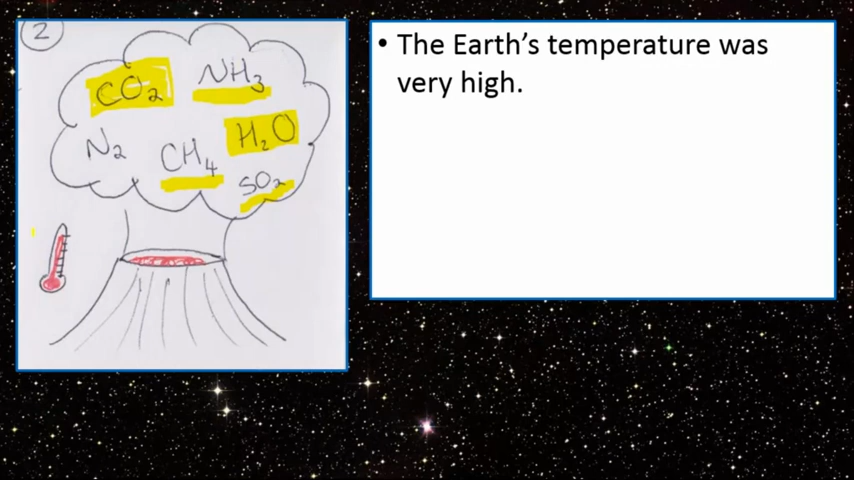 2
CO₂ NH₃
N₂ CH₄ H₂O
SO₂
• The Earth's temperature was
very high.